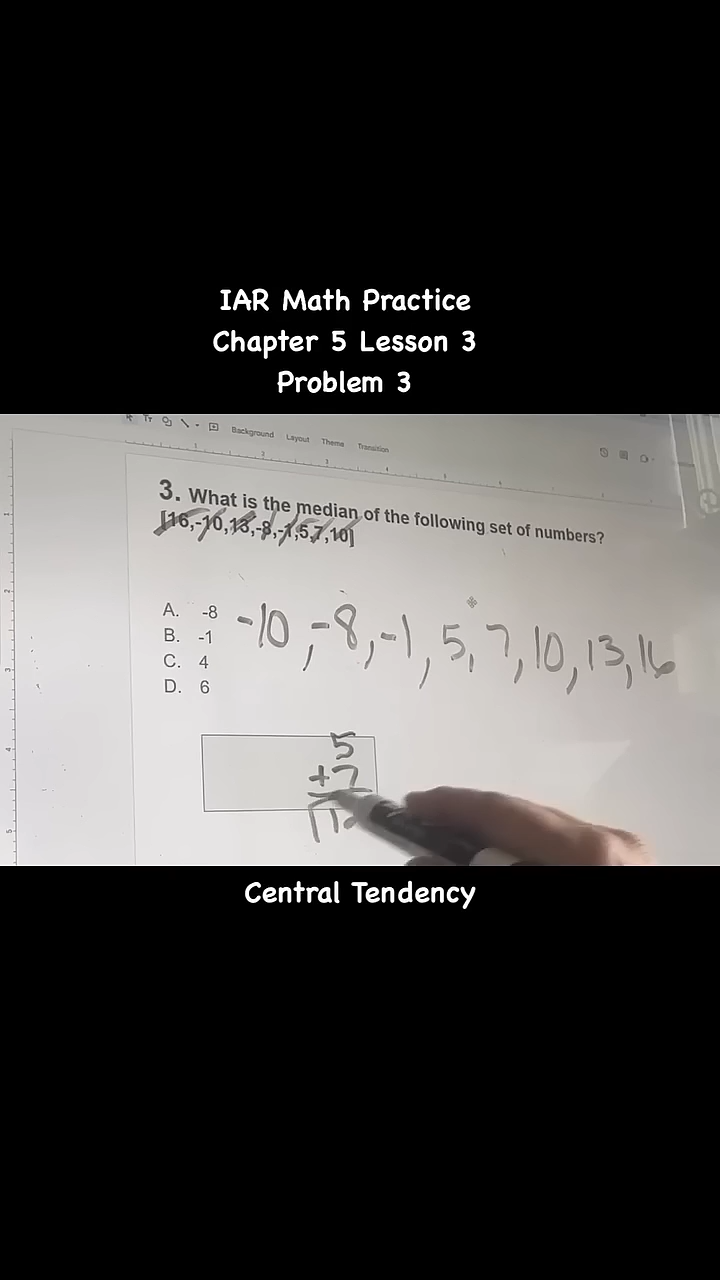 IAR Math Practice
Chapter 5 Lesson 3
Problem 3
Background Layout Theme Transition
3. What is the median of the following set of numbers?
[16,-10,13,-8,-1,5,7,10]
A. -8
B. -1
C. 4
D. 6
-10, -8, -1, 5, 7, 10, 13, 16
5
+7
12
Central Tendency